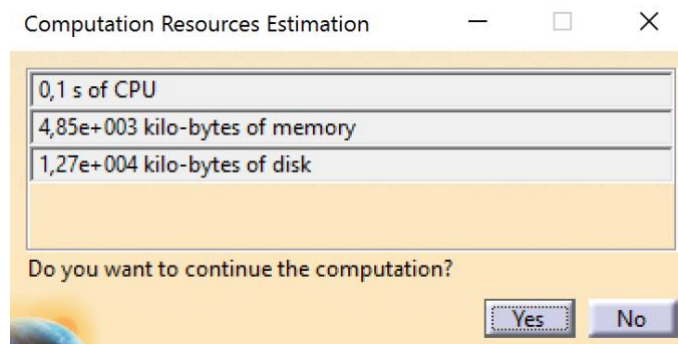 Computation Resources Estimation
0,1 s of CPU
4,85e+003 kilo-bytes of memory
1,27e+004 kilo-bytes of disk
Do you want to continue the computation?
Yes No